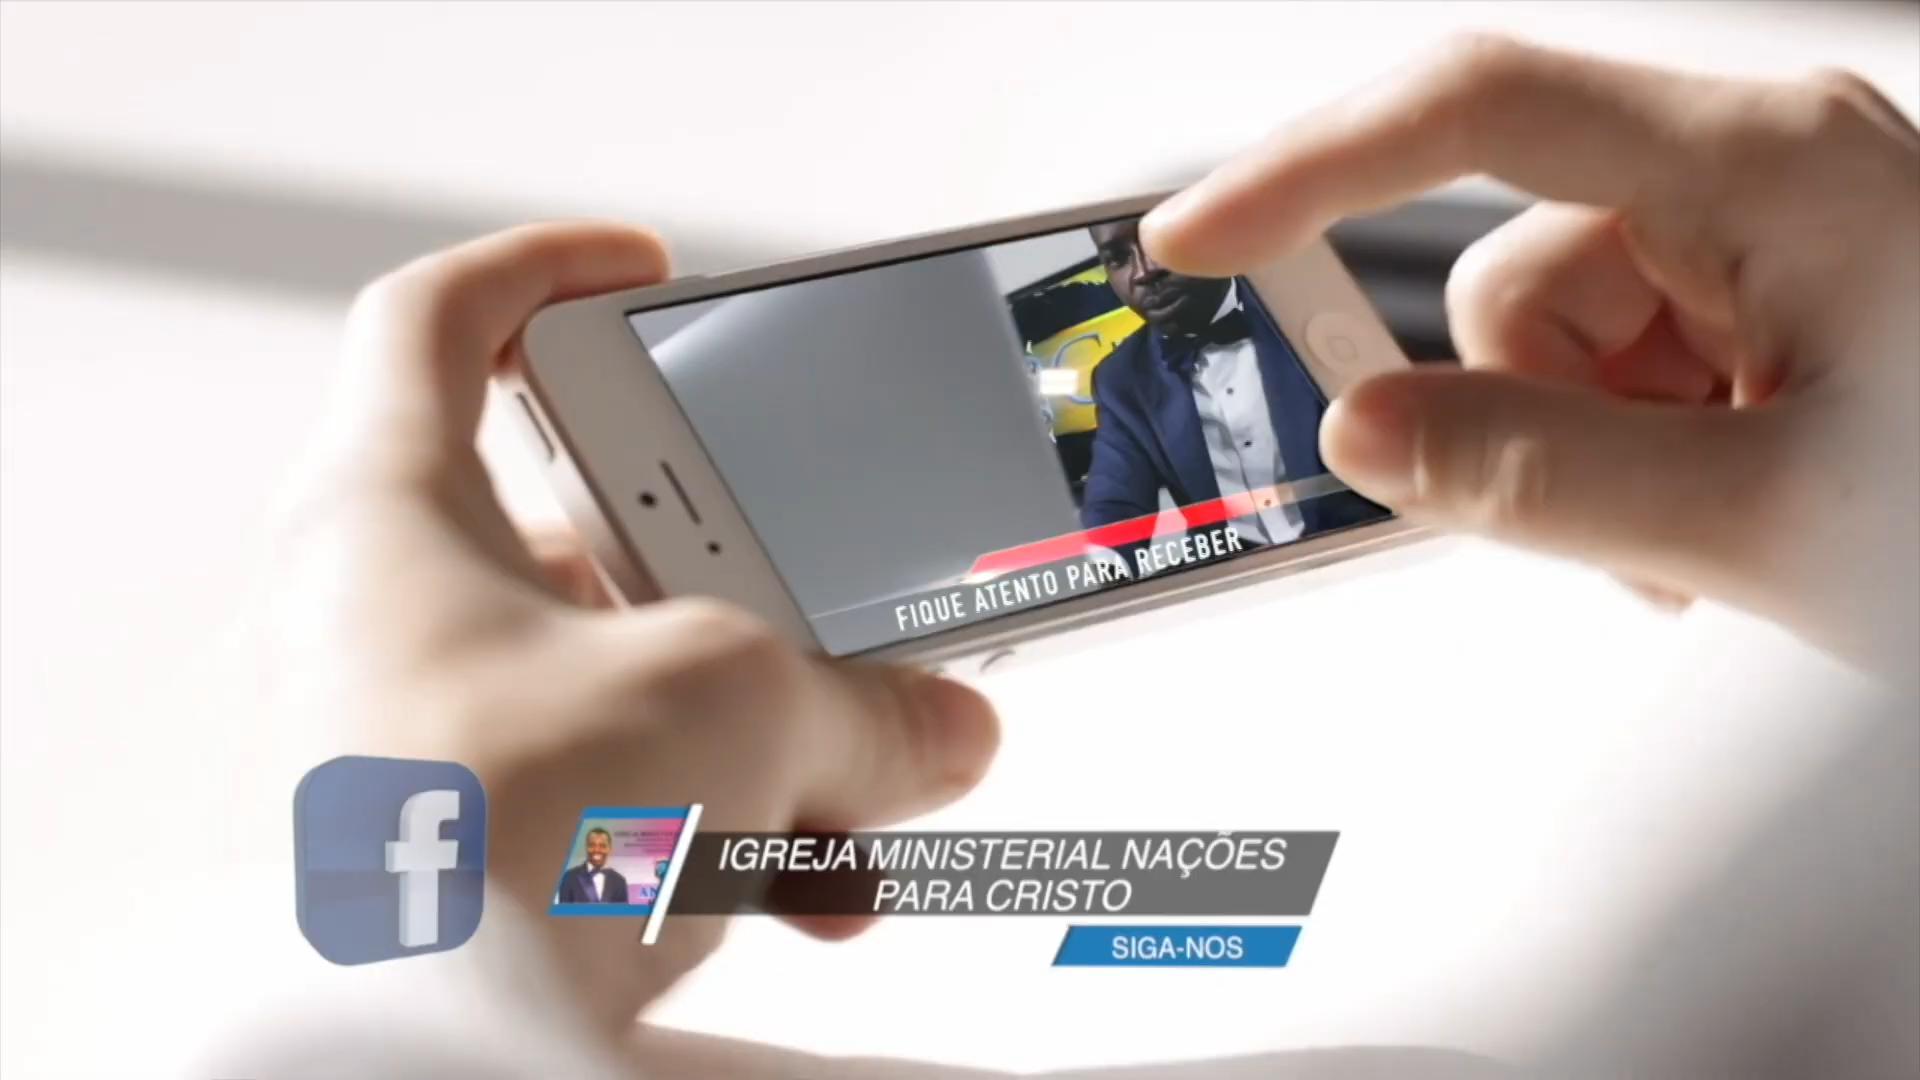 FIQUE ATENTO PARA RECEBER
f
IGREJA MINISTERIAL NAÇÕES
PARA CRISTO
SIGA-NOS